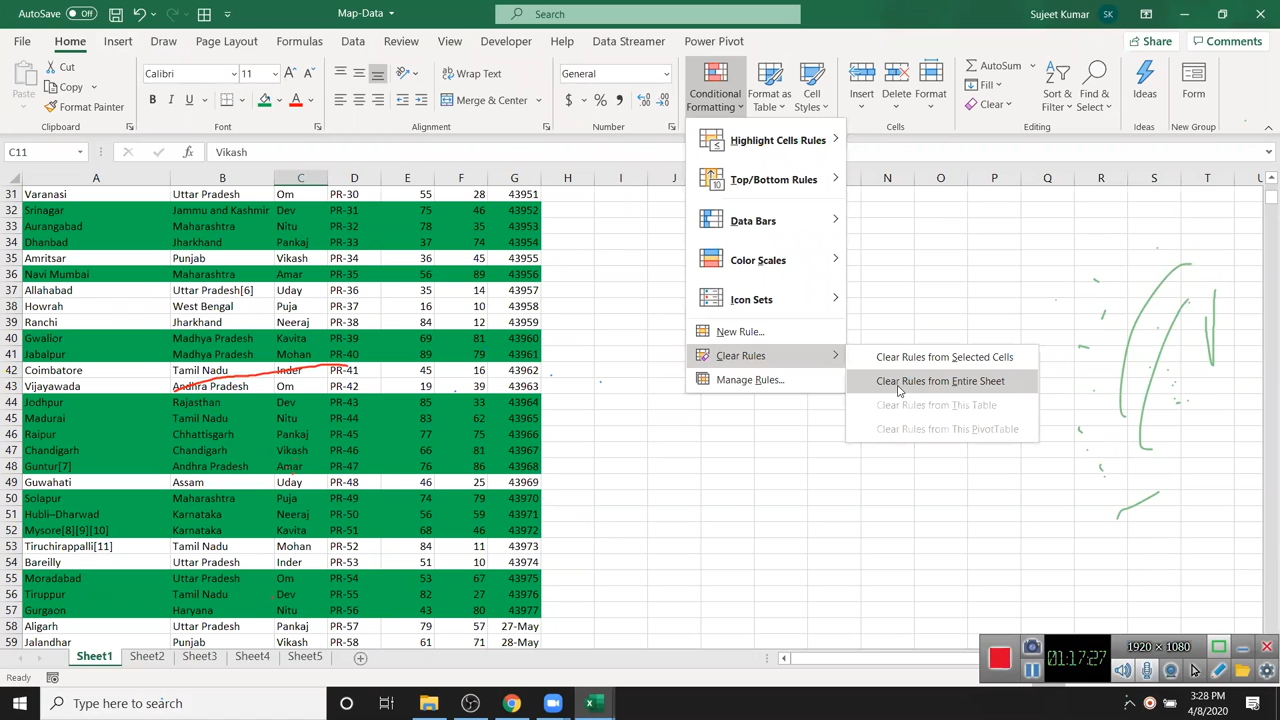 AutoSave Off Map-Data Search Sujeet Kumar SK
File Home Insert Draw Page Layout Formulas Data Review View Developer Help Data Streamer Power Pivot Share Comments
Cut
Copy
Format Painter
Paste
Clipboard
Calibri 11
B I U
Font
Wrap Text
Merge & Center
Alignment
General
$ % ,
Number
Conditional Formatting
Format as Table
Cell Styles
Insert Delete Format
Cells
AutoSum
Fill
Clear
Sort & Filter
Find & Select
Editing
Ideas
Ideas
Form
New Group
C11 fx Vikash
A B C D E F G H I J N O P Q R S T U
31 Varanasi Uttar Pradesh Om PR-30 55 28 43951
32 Srinagar Jammu and Kashmir Dev PR-31 75 46 43952
33 Aurangabad Maharashtra Nitu PR-32 78 35 43953
34 Dhanbad Jharkhand Pankaj PR-33 37 74 43954
35 Amritsar Punjab Vikash PR-34 36 45 43955
36 Navi Mumbai Maharashtra Amar PR-35 56 89 43956
37 Allahabad Uttar Pradesh[6] Uday PR-36 35 14 43957
38 Howrah West Bengal Puja PR-37 16 10 43958
39 Ranchi Jharkhand Neeraj PR-38 84 12 43959
40 Gwalior Madhya Pradesh Kavita PR-39 69 81 43960
41 Jabalpur Madhya Pradesh Mohan PR-40 89 79 43961
42 Coimbatore Tamil Nadu Inder PR-41 45 16 43962
43 Vijayawada Andhra Pradesh Om PR-42 19 39 43963
44 Jodhpur Rajasthan Dev PR-43 85 33 43964
45 Madurai Tamil Nadu Nitu PR-44 83 62 43965
46 Raipur Chhattisgarh Pankaj PR-45 77 75 43966
47 Chandigarh Chandigarh Vikash PR-46 66 81 43967
48 Guntur[7] Andhra Pradesh Amar PR-47 76 86 43968
49 Guwahati Assam Uday PR-48 46 25 43969
50 Solapur Maharashtra Puja PR-49 74 79 43970
51 Hubli–Dharwad Karnataka Neeraj PR-50 56 59 43971
52 Mysore[8][9][10] Karnataka Kavita PR-51 68 46 43972
53 Tiruchirappalli[11] Tamil Nadu Mohan PR-52 84 11 43973
54 Bareilly Uttar Pradesh Inder PR-53 51 10 43974
55 Moradabad Uttar Pradesh Om PR-54 53 67 43975
56 Tiruppur Tamil Nadu Dev PR-55 82 27 43976
57 Gurgaon Haryana Nitu PR-56 43 80 43977
58 Aligarh Uttar Pradesh Pankaj PR-57 79 57 27-May
59 Jalandhar Punjab Vikash PR-58 61 71 28-May
Highlight Cells Rules
Top/Bottom Rules
Data Bars
Color Scales
Icon Sets
New Rule...
Clear Rules
Manage Rules...
Clear Rules from Selected Cells
Clear Rules from Entire Sheet
Clear Rules from This Table
Clear Rules from This PivotTable
Sheet1 Sheet2 Sheet3 Sheet4 Sheet5
Ready
1920 × 1080
01:17:27
Type here to search
3:28 PM
4/8/2020